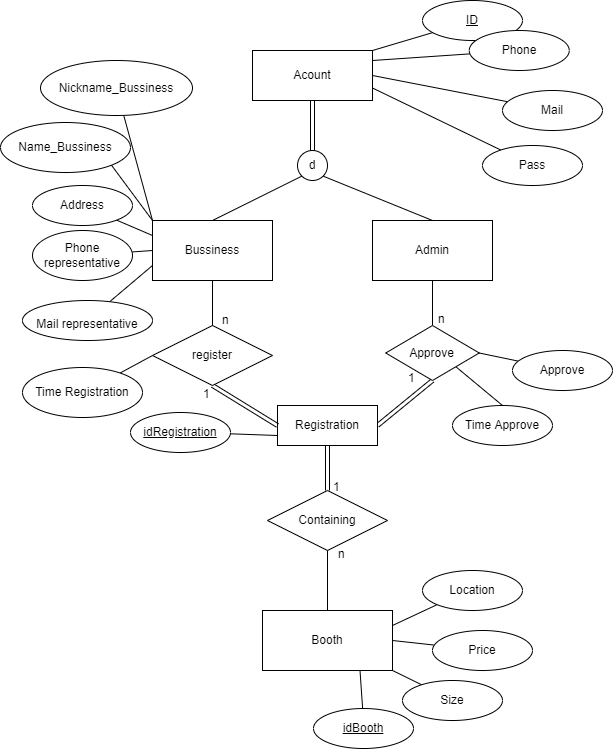 ID
Phone
Acount
Nickname_Bussiness
Mail
Name_Bussiness
d
Pass
Address
Phone
representative
Bussiness
Admin
Mail representative
n
n
register
Approve
Approve
1
1
Time Registration
idRegistration
Registration
Time Approve
1
Containing
n
Location
Booth
Price
Size
idBooth